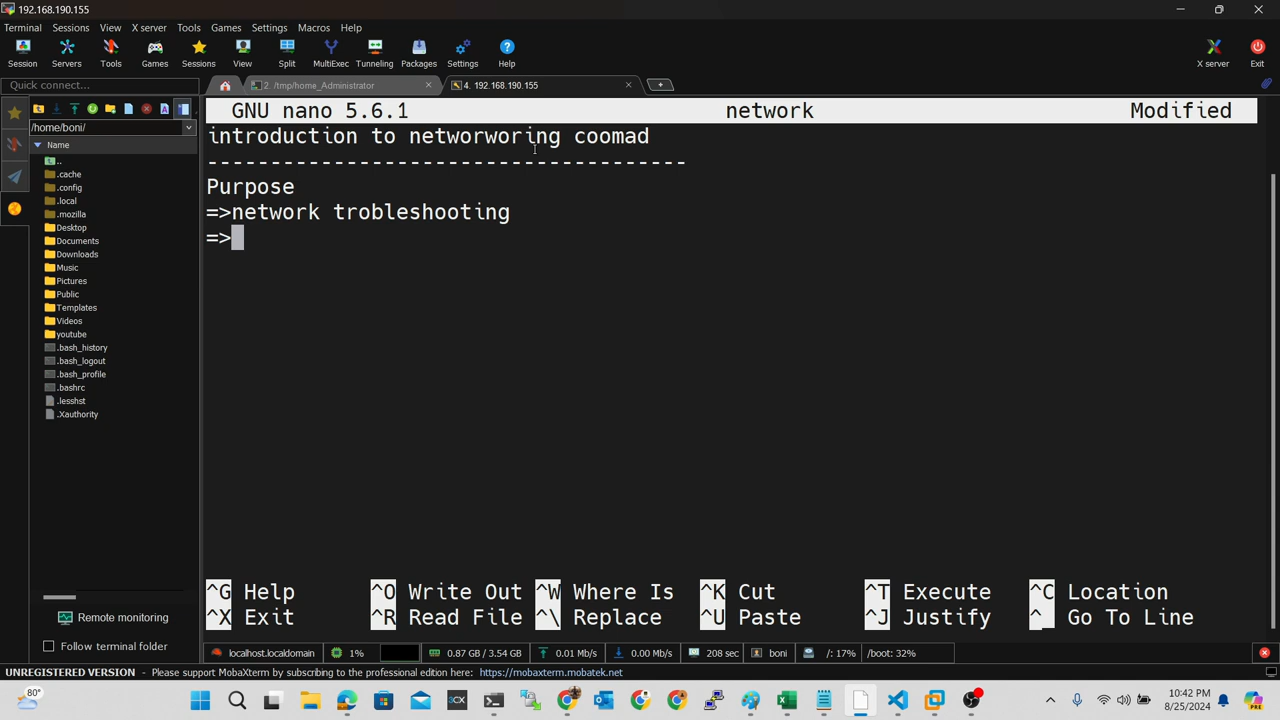 192.168.190.155
Terminal Sessions View X server Tools Games Settings Macros Help
Session Servers Tools Games Sessions View Split MultiExec Tunneling Packages Settings Help X server Exit
Quick connect...
2. /tmp/home_Administrator
4. 192.168.190.155
/home/boni/
Name
..
.cache
.config
.local
.mozilla
Desktop
Documents
Downloads
Music
Pictures
Public
Templates
Videos
youtube
.bash_history
.bash_logout
.bash_profile
.bashrc
.lesshst
.Xauthority
Remote monitoring
Follow terminal folder
GNU nano 5.6.1 network Modified
introduction to networworing coomad
--------------------------------------
Purpose
=>network trobleshooting
=>
^G Help ^O Write Out ^W Where Is ^K Cut ^T Execute ^C Location
^X Exit ^R Read File ^\ Replace ^U Paste ^J Justify ^_ Go To Line
localhost.localdomain 1% 0.87 GB / 3.54 GB 0.01 Mb/s 0.00 Mb/s 208 sec boni /: 17% /boot: 32%
UNREGISTERED VERSION - Please support MobaXterm by subscribing to the professional edition here: https://mobaxterm.mobatek.net
80°
10:42 PM
8/25/2024